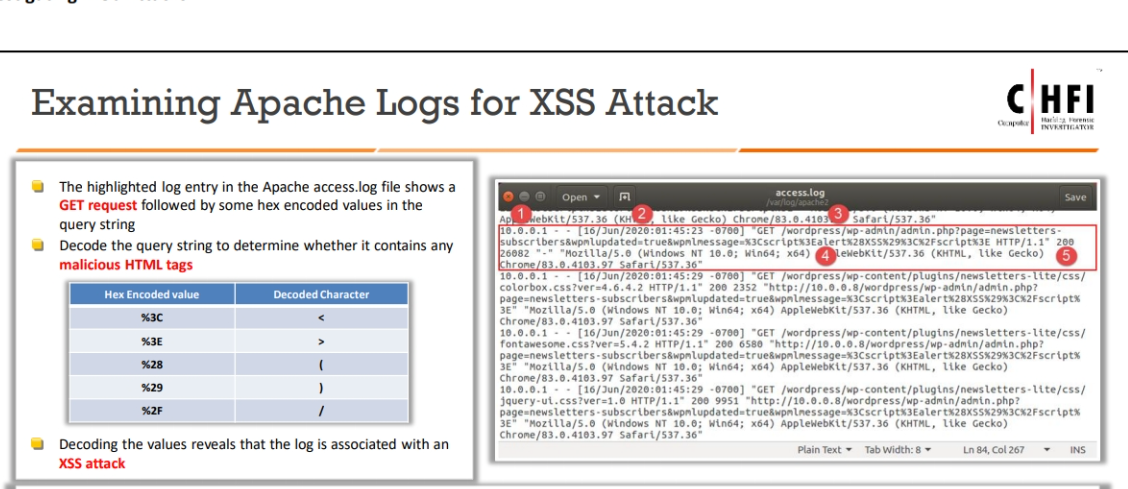 Examining Apache Logs for XSS Attack
CHFI
Computer Hacking Forensic
INVESTIGATOR
The highlighted log entry in the Apache access.log file shows a
GET request followed by some hex encoded values in the
query string
Decode the query string to determine whether it contains any
malicious HTML tags
Hex Encoded value Decoded Character
%3C <
%3E >
%28 (
%29 )
%2F /
Decoding the values reveals that the log is associated with an
XSS attack
Open access.log Save
/var/log/apache2
1 2 3
AppleWebKit/537.36 (KHTML, like Gecko) Chrome/83.0.4103 Safari/537.36"
10.0.0.1 - - [16/Jun/2020:01:45:23 -0700] "GET /wordpress/wp-admin/admin.php?page=newsletters-
subscribers&wpmlupdated=true&wpmlmessage=%3Cscript%3Ealert%28XSS%29%3C%2Fscript%3E HTTP/1.1" 200
26082 "-" "Mozilla/5.0 (Windows NT 10.0; Win64; x64) 4 leWebKit/537.36 (KHTML, like Gecko) 5
Chrome/83.0.4103.97 Safari/537.36"
10.0.0.1 - - [16/Jun/2020:01:45:29 -0700] "GET /wordpress/wp-content/plugins/newsletters-lite/css/
colorbox.css?ver=4.6.4.2 HTTP/1.1" 200 2352 "http://10.0.0.8/wordpress/wp-admin/admin.php?
page=newsletters-subscribers&wpmlupdated=true&wpmlmessage=%3Cscript%3Ealert%28XSS%29%3C%2Fscript%
3E" "Mozilla/5.0 (Windows NT 10.0; Win64; x64) AppleWebKit/537.36 (KHTML, like Gecko)
Chrome/83.0.4103.97 Safari/537.36"
10.0.0.1 - - [16/Jun/2020:01:45:29 -0700] "GET /wordpress/wp-content/plugins/newsletters-lite/css/
fontawesome.css?ver=5.4.2 HTTP/1.1" 200 6580 "http://10.0.0.8/wordpress/wp-admin/admin.php?
page=newsletters-subscribers&wpmlupdated=true&wpmlmessage=%3Cscript%3Ealert%28XSS%29%3C%2Fscript%
3E" "Mozilla/5.0 (Windows NT 10.0; Win64; x64) AppleWebKit/537.36 (KHTML, like Gecko)
Chrome/83.0.4103.97 Safari/537.36"
10.0.0.1 - - [16/Jun/2020:01:45:29 -0700] "GET /wordpress/wp-content/plugins/newsletters-lite/css/
jquery-ui.css?ver=1.0 HTTP/1.1" 200 9951 "http://10.0.0.8/wordpress/wp-admin/admin.php?
page=newsletters-subscribers&wpmlupdated=true&wpmlmessage=%3Cscript%3Ealert%28XSS%29%3C%2Fscript%
3E" "Mozilla/5.0 (Windows NT 10.0; Win64; x64) AppleWebKit/537.36 (KHTML, like Gecko)
Chrome/83.0.4103.97 Safari/537.36"
Plain Text Tab Width: 8 Ln 84, Col 267 INS